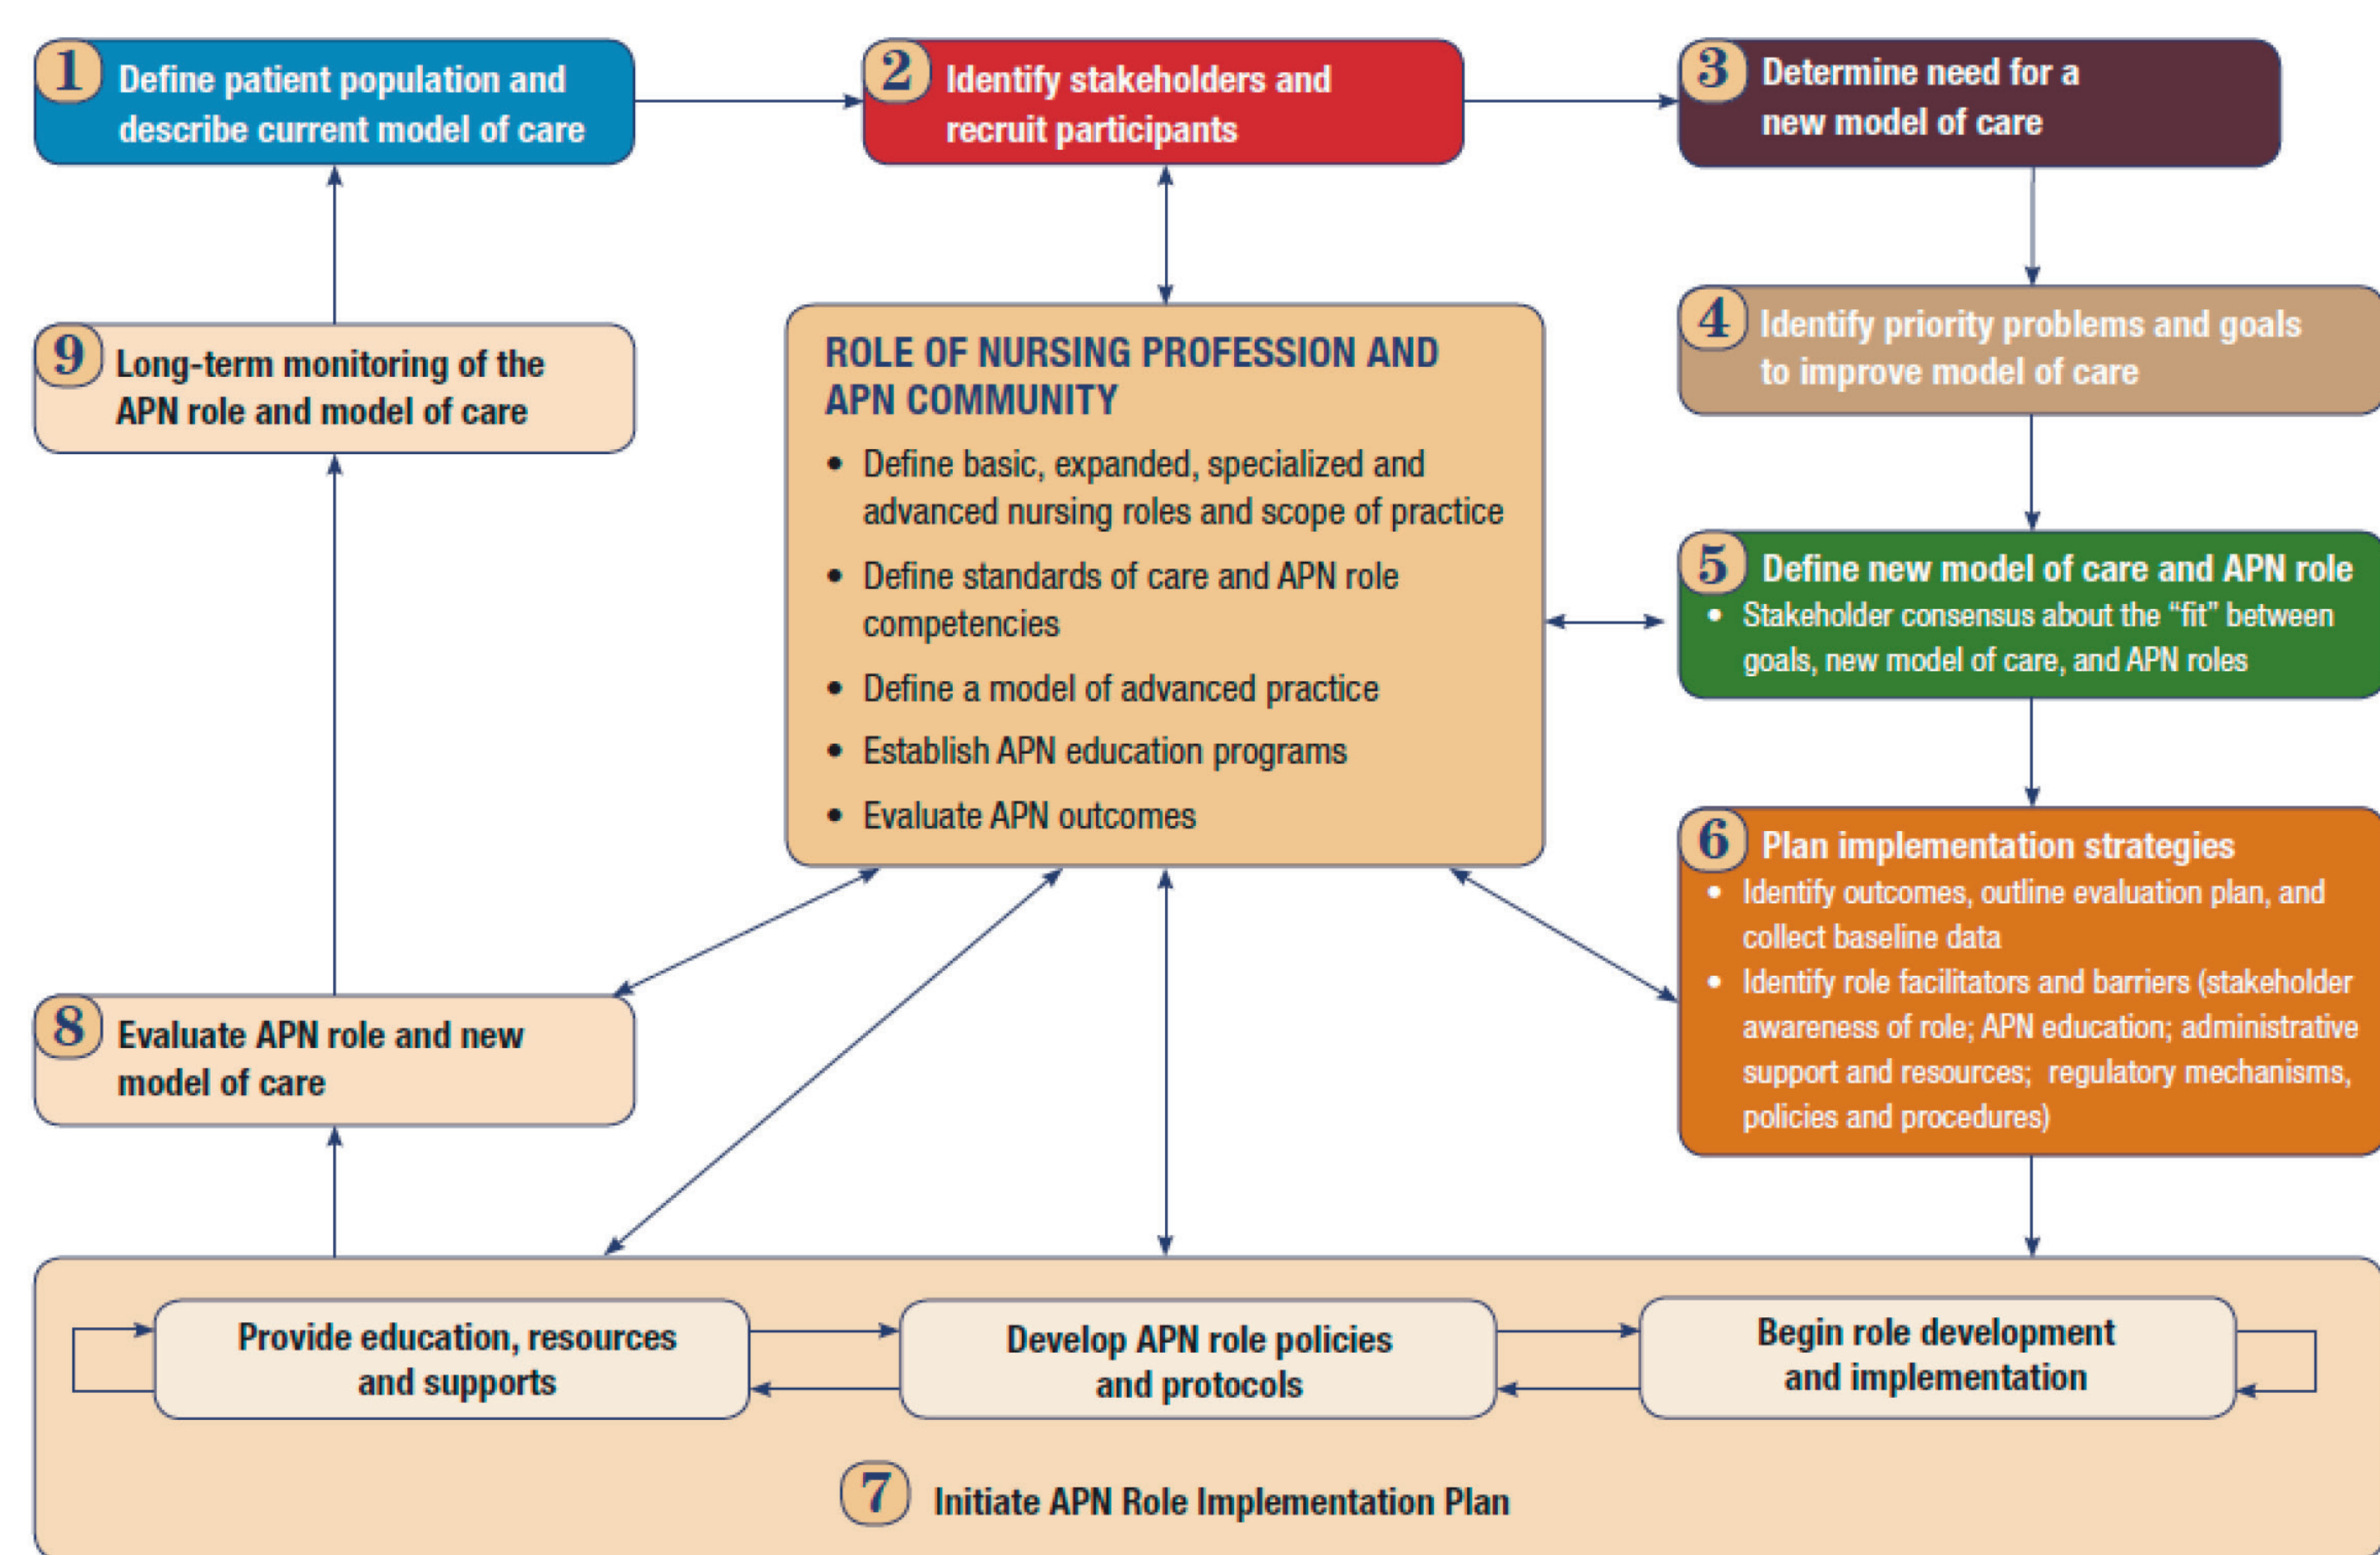 1
Define patient population and
describe current model of care
2
Identify stakeholders and
recruit participants
3
Determine need for a
new model of care
4
Identify priority problems and goals
to improve model of care
5
Define new model of care and APN role
• Stakeholder consensus about the “fit” between
goals, new model of care, and APN roles
6
Plan implementation strategies
• Identify outcomes, outline evaluation plan, and
collect baseline data
• Identify role facilitators and barriers (stakeholder
awareness of role; APN education; administrative
support and resources; regulatory mechanisms,
policies and procedures)
ROLE OF NURSING PROFESSION AND
APN COMMUNITY
• Define basic, expanded, specialized and
advanced nursing roles and scope of practice
• Define standards of care and APN role
competencies
• Define a model of advanced practice
• Establish APN education programs
• Evaluate APN outcomes
9
Long-term monitoring of the
APN role and model of care
8
Evaluate APN role and new
model of care
Provide education, resources
and supports
Develop APN role policies
and protocols
Begin role development
and implementation
7
Initiate APN Role Implementation Plan